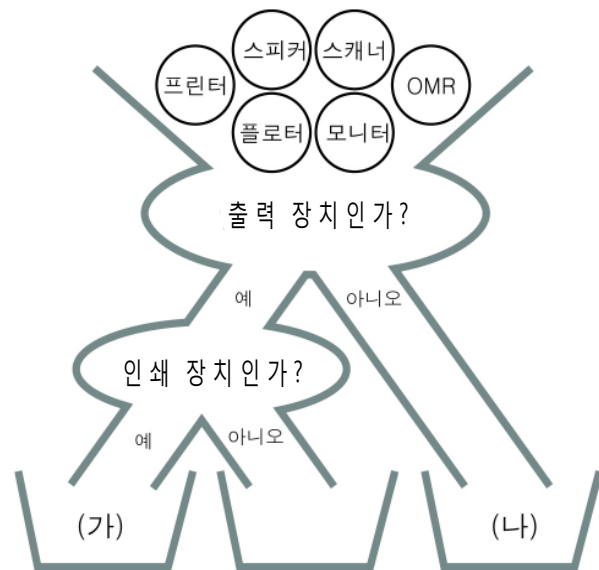 스피커 스캐너
프린터 OMR
플로터 모니터
출력 장치인가?
예 아니오
인쇄 장치인가?
예 아니오
(가) (나)